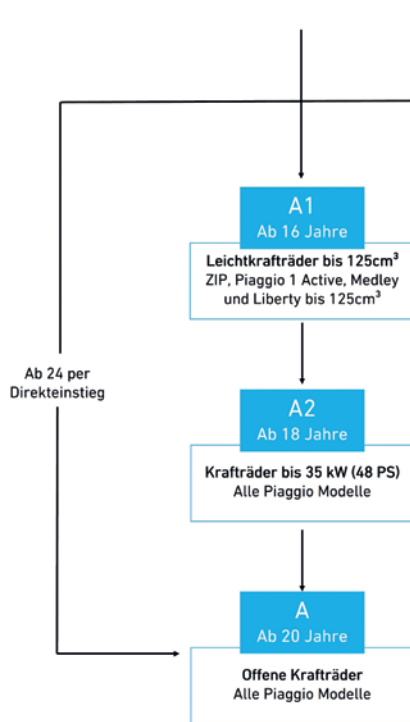 A1
Ab 16 Jahre
Leichtkrafträder bis 125cm³
ZIP, Piaggio 1 Active, Medley
und Liberty bis 125cm³
Ab 24 per
Direkteinstieg
A2
Ab 18 Jahre
Krafträder bis 35 kW (48 PS)
Alle Piaggio Modelle
A
Ab 20 Jahre
Offene Krafträder
Alle Piaggio Modelle